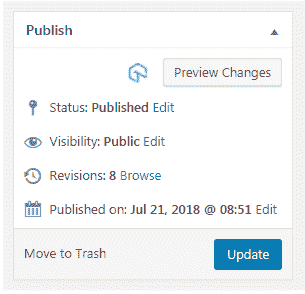 Publish
Preview Changes
Status: Published Edit
Visibility: Public Edit
Revisions: 8 Browse
Published on: Jul 21, 2018 @ 08:51 Edit
Move to Trash
Update